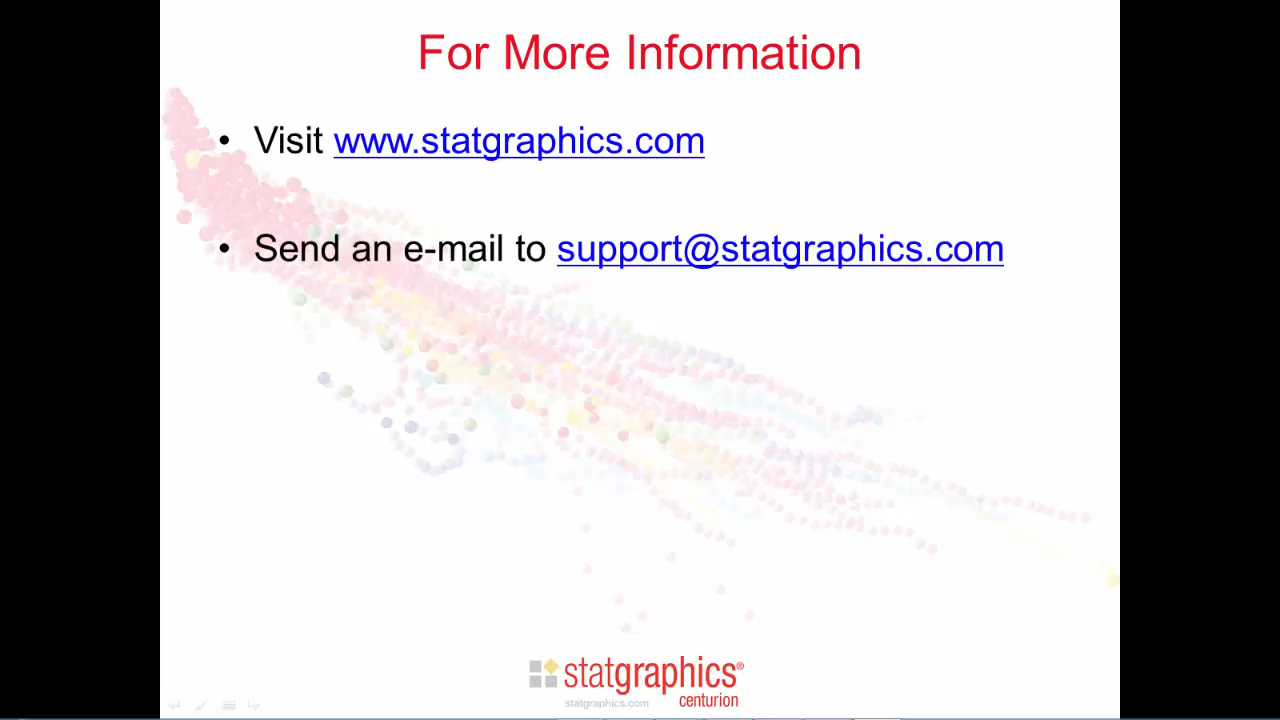 For More Information
• Visit www.statgraphics.com
• Send an e-mail to support@statgraphics.com
statgraphics®
statgraphics.com
centurion